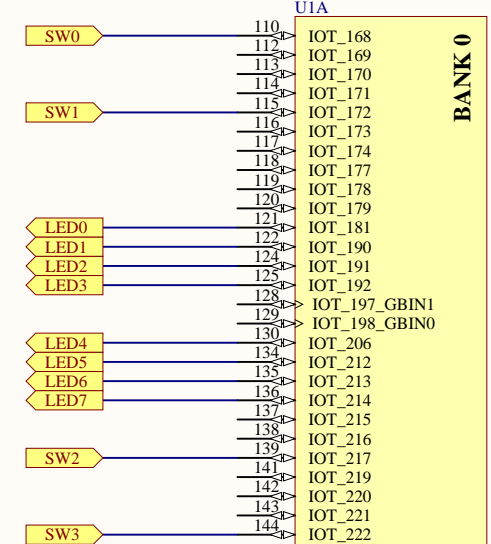 U1A
BANK 0
SW0 110 IOT_168
112 IOT_169
113 IOT_170
114 IOT_171
SW1 115 IOT_172
116 IOT_173
117 IOT_174
118 IOT_177
119 IOT_178
120 IOT_179
LED0 121 IOT_181
LED1 122 IOT_190
LED2 124 IOT_191
LED3 125 IOT_192
128 IOT_197_GBIN1
129 IOT_198_GBIN0
LED4 130 IOT_206
LED5 134 IOT_212
LED6 135 IOT_213
LED7 136 IOT_214
137 IOT_215
138 IOT_216
SW2 139 IOT_217
141 IOT_219
142 IOT_220
143 IOT_221
SW3 144 IOT_222